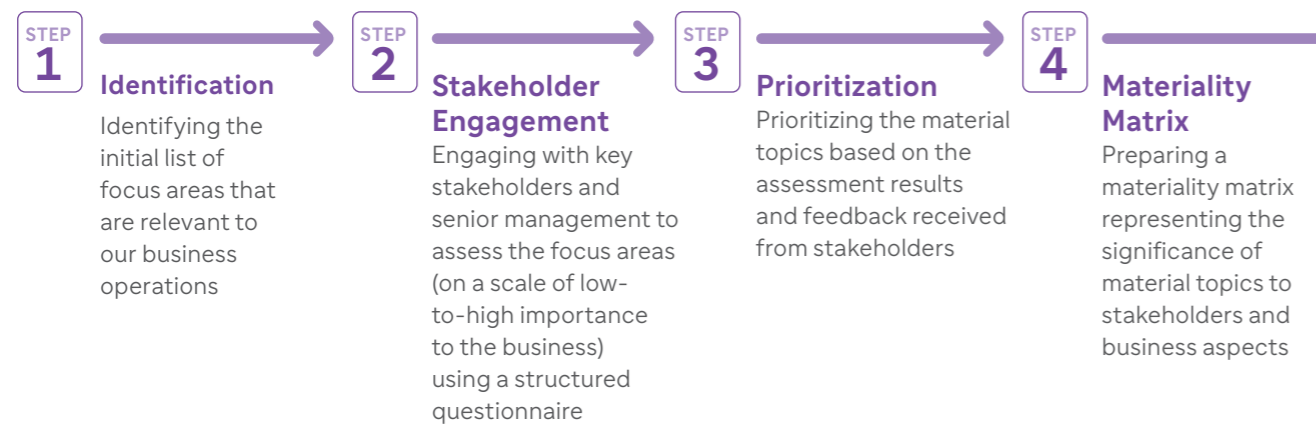 STEP
1
Identification
Identifying the
initial list of
focus areas that
are relevant to
our business
operations
STEP
2
Stakeholder
Engagement
Engaging with key
stakeholders and
senior management to
assess the focus areas
(on a scale of low-
to-high importance
to the business)
using a structured
questionnaire
STEP
3
Prioritization
Prioritizing the material
topics based on the
assessment results
and feedback received
from stakeholders
STEP
4
Materiality
Matrix
Preparing a
materiality matrix
representing the
significance of
material topics to
stakeholders and
business aspects